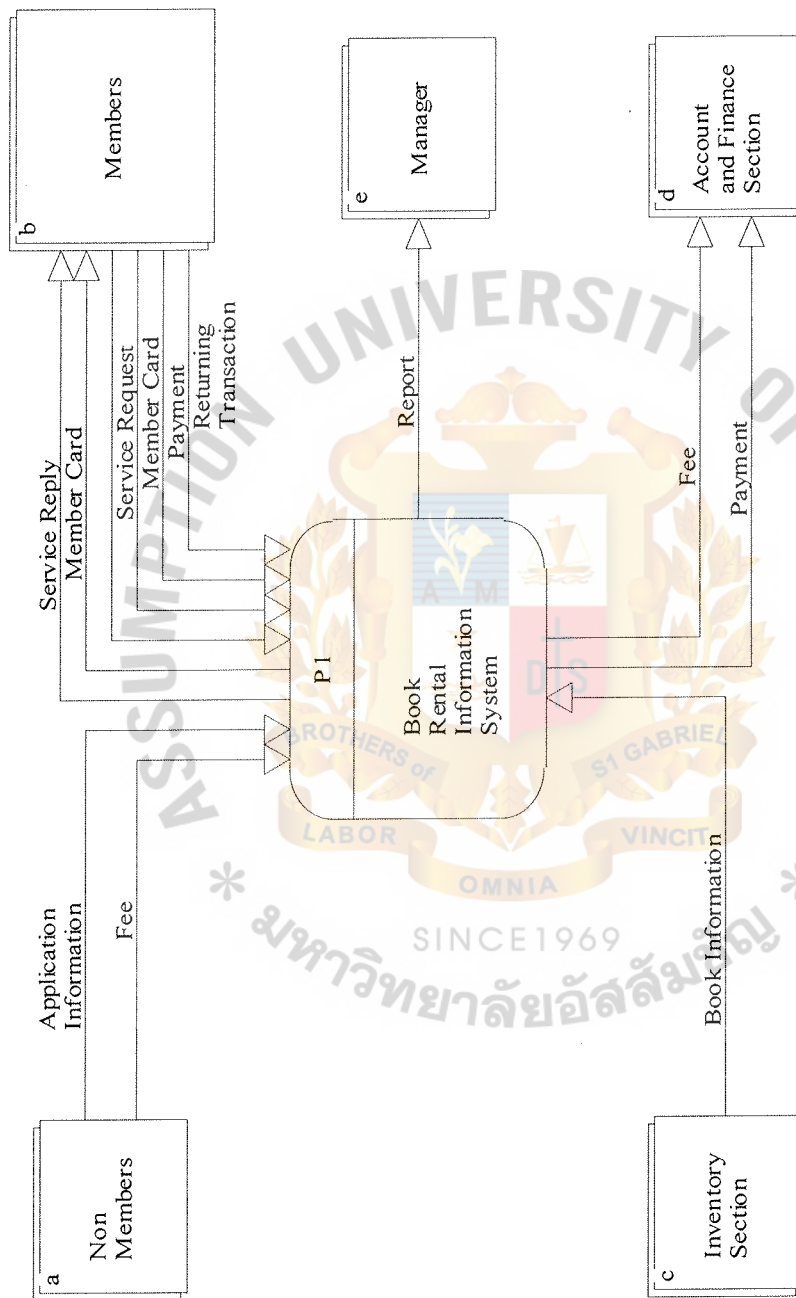 a
Non
Members
Application
Information
Fee
Service Reply
Member Card
Service Request
Member Card
Payment
Returning
Transaction
b
Members
P1
Book
Rental
Information
System
Report
e
Manager
c
Inventory
Section
Book Information
Fee
Payment
d
Account
and Finance
Section
ASSUMPTION UNIVERSITY OF
A M
D S
BROTHERS of
S1 GABRIEL
LABOR
VINCIT
OMNIA
SINCE1969
* มหาวิทยาลัยอัสสัมชัญ *